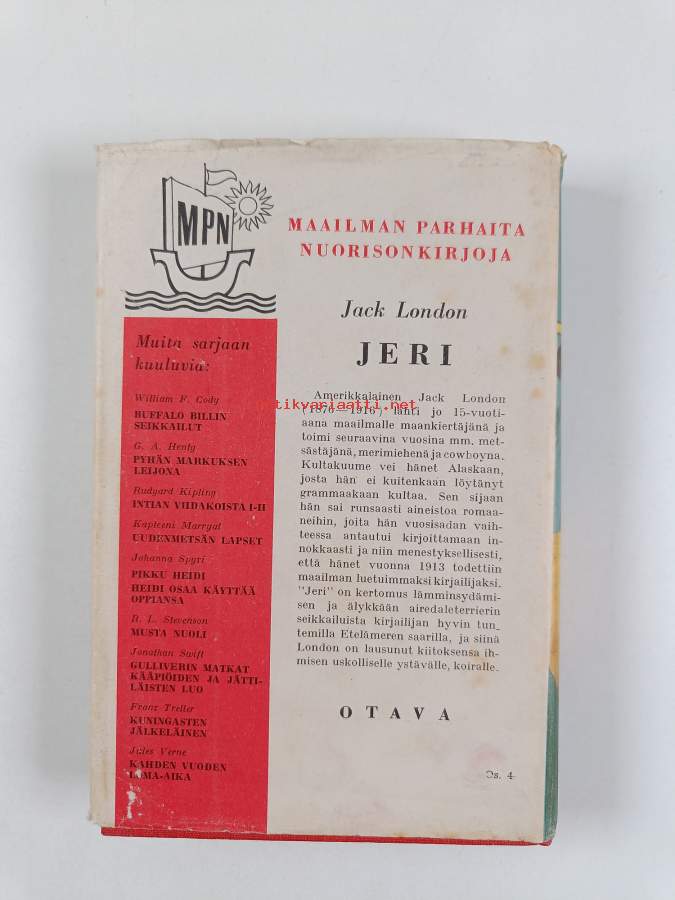 MPN
MAAILMAN PARHAITA
NUORISONKIRJOJA
Muita sarjaan
kuuluvia:
William F. Cody
BUFFALO BILLIN
SEIKKAILUT
G. A. Henty
PYHÄN MARKUKSEN
LEIJONA
Rudyard Kipling
INTIAN VIIDAKOISTA I-II
Kapteeni Marryat
UUDENMETSÄN LAPSET
Johanna Spyri
PIKKU HEIDI
HEIDI OSAA KÄYTTÄÄ
OPPIANSA
R. L. Stevenson
MUSTA NUOLI
Jonathan Swift
GULLIVERIN MATKAT
KÄÄPIÖIDEN JA JÄTTI-
LÄISTEN LUO
Franz Treller
KUNINGASTEN
JÄLKELÄINEN
Jules Verne
KAHDEN VUODEN
LOMA-AIKA
Jack London
JERI
Amerikkalainen Jack London
(1876—1916) lähti jo 15-vuoti-
aana maailmalle maankiertäjänä ja
toimi seuraavina vuosina mm. met-
sästäjänä, merimiehenä ja cowboyna.
Kultakuume vei hänet Alaskaan,
josta hän ei kuitenkaan löytänyt
grammaakaan kultaa. Sen sijaan
hän sai runsaasti aineistoa romaa-
neihin, joita hän vuosisadan vaih-
teessa antautui kirjoittamaan in-
nokkaasti ja niin menestyksellisesti,
että hänet vuonna 1913 todettiin
maailman luetuimmaksi kirjailijaksi.
"Jeri" on kertomus lämminsydämi-
sen ja älykkään airedaleterrierin
seikkailuista kirjailijan hyvin tun-
temilla Etelämeren saarilla, ja siinä
London on lausunut kiitoksensa ih-
misen uskolliselle ystävälle, koiralle.
OTAVA
Os. 4
antikvariaatti.net